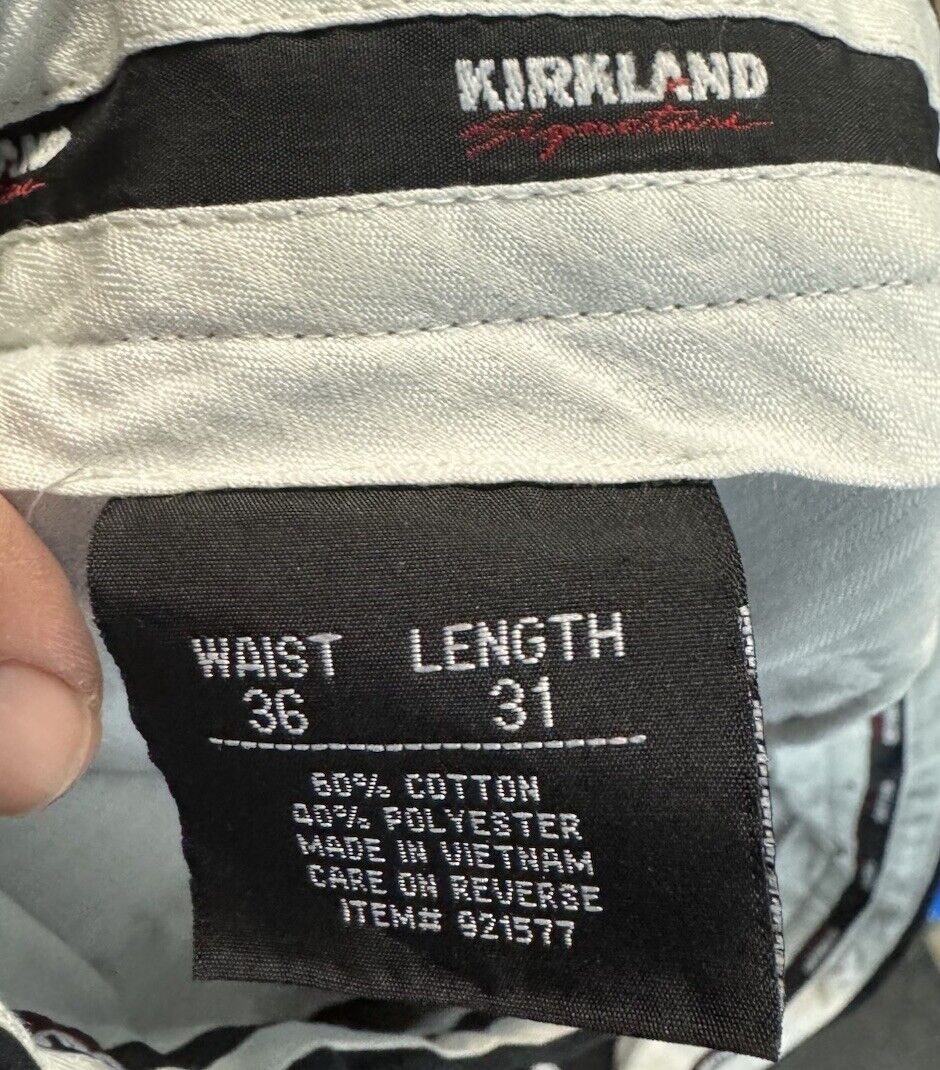 KIRKLAND
Signature
WAIST LENGTH
36 31
60% COTTON
40% POLYESTER
MADE IN VIETNAM
CARE ON REVERSE
ITEM# 921577